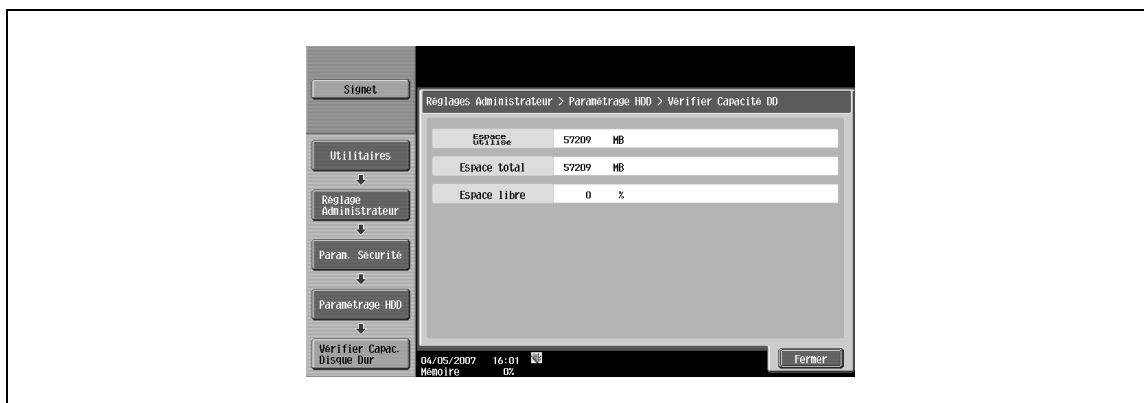 Signet
Utilitaires
Réglage
Administrateur
Param. Sécurité
Paramétrage HDD
Vérifier Capac.
Disque Dur
Réglages Administrateur > Paramétrage HDD > Vérifier Capacité DD
Espace
Utilisé
57209 MB
Espace total 57209 MB
Espace libre 0 %
04/05/2007 16:01
Mémoire 0%
Fermer